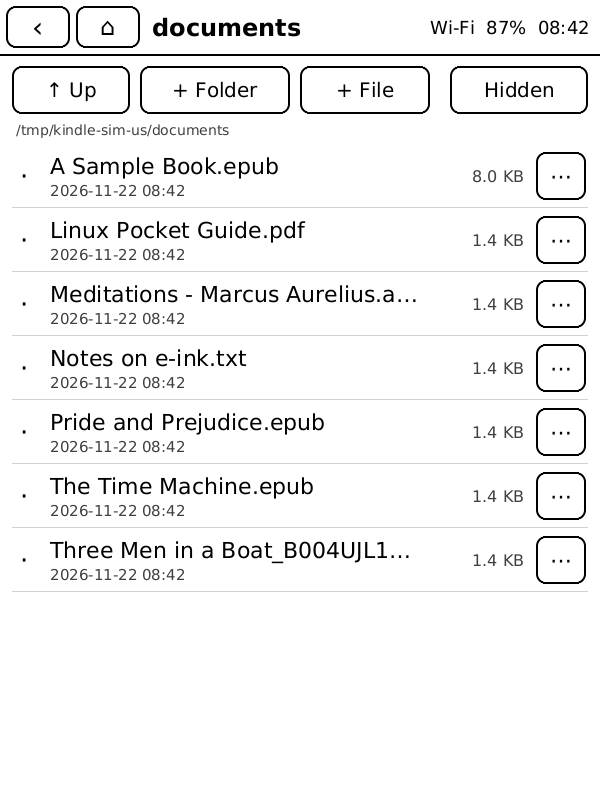 ‹ ⌂ documents Wi-Fi 87% 08:42
↑ Up + Folder + File Hidden
/tmp/kindle-sim-us/documents
· A Sample Book.epub 8.0 KB ···
2026-11-22 08:42
· Linux Pocket Guide.pdf 1.4 KB ···
2026-11-22 08:42
· Meditations - Marcus Aurelius.a… 1.4 KB ···
2026-11-22 08:42
· Notes on e-ink.txt 1.4 KB ···
2026-11-22 08:42
· Pride and Prejudice.epub 1.4 KB ···
2026-11-22 08:42
· The Time Machine.epub 1.4 KB ···
2026-11-22 08:42
· Three Men in a Boat_B004UJL1… 1.4 KB ···
2026-11-22 08:42